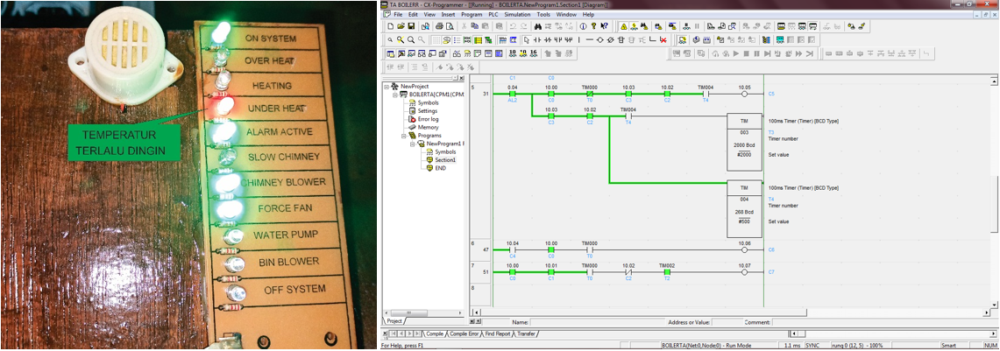 ON SYSTEM
OVER HEAT
HEATING
UNDER HEAT
ALARM ACTIVE
SLOW CHIMNEY
CHIMNEY BLOWER
FORCE FAN
WATER PUMP
BIN BLOWER
OFF SYSTEM
TEMPERATUR
TERLALU DINGIN
TA BOILERR - CX-Programmer - [[Running] - BOILERTA.NewProgram1.Section1 [Diagram]]
File Edit View Insert Program PLC Simulation Tools Window Help
NewProject
BOILERTA[CPM1(CPM
Symbols
Settings
Error log
Memory
Programs
NewProgram1
Symbols
Section1
END
Project
C1 C0
5 31 0.04 10.00 TIM000 10.03 10.02 TIM004 10.05 C5
AL2 C0 T0 C3 C2 T4
10.03 10.02 TIM004
C3 C2 T4
TIM 100ms Timer (Timer) [BCD Type]
003 T3
Timer number
2000 Bcd
#2000 Set value
TIM 100ms Timer (Timer) [BCD Type]
004 T4
Timer number
268 Bcd
#500 Set value
6 47 10.04 10.00 TIM000 10.06 C6
C4 C0 T0
7 51 10.00 10.01 TIM000 10.02 TIM002 10.07 C7
C0 C1 T0 C2 T2
8
Name: Address or Value: Comment:
Compile Compile Error Find Report Transfer
For Help, press F1 BOILERTA(Net:0,Node:0) - Run Mode 1.1 ms SYNC rung 0 (12, 5) - 100% Smart NUM